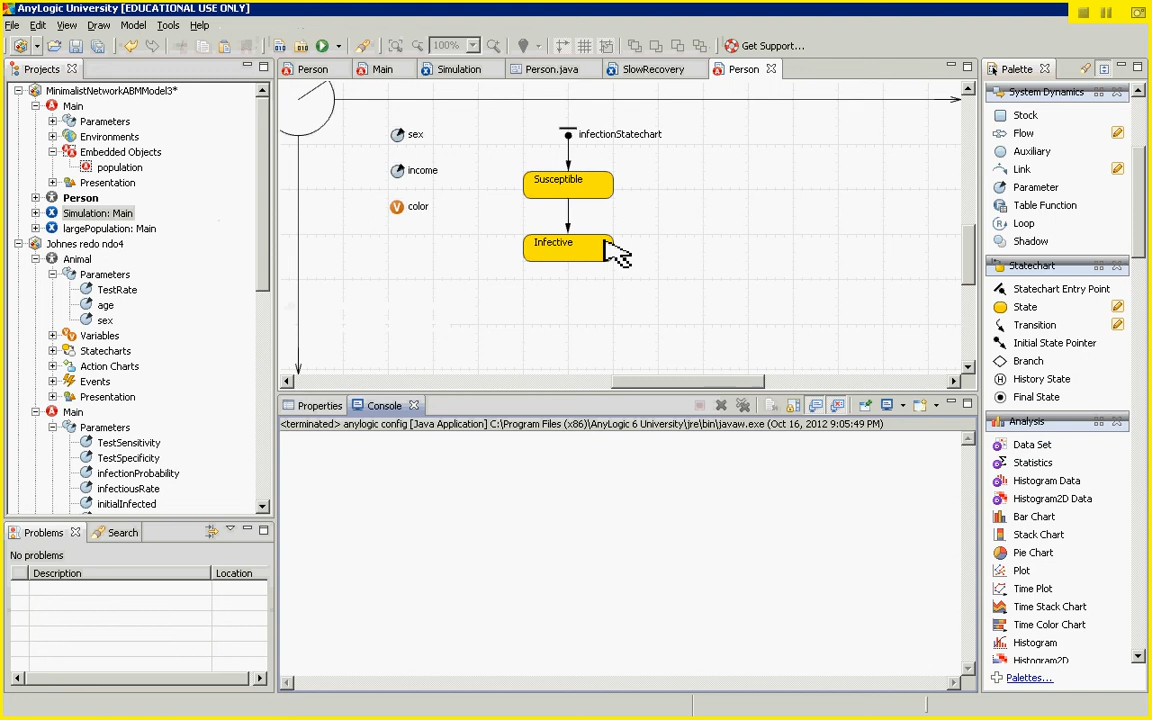 AnyLogic University [EDUCATIONAL USE ONLY]
File Edit View Draw Model Tools Help
100% Get Support...
Projects
MinimalistNetworkABMModel3*
Main
Parameters
Environments
Embedded Objects
population
Presentation
Person
Simulation: Main
largePopulation: Main
Johnes redo ndo4
Animal
Parameters
TestRate
age
sex
Variables
Statecharts
Action Charts
Events
Presentation
Main
Parameters
TestSensitivity
TestSpecificity
infectionProbability
infectiousRate
initialInfected
Problems Search
No problems
Description Location
Person Main Simulation Person.java SlowRecovery Person
sex
income
color
infectionStatechart
Susceptible
Infective
Properties Console
<terminated> anylogic config [Java Application] C:\Program Files (x86)\AnyLogic 6 University\jre\bin\javaw.exe (Oct 16, 2012 9:05:49 PM)
Palette
System Dynamics
Stock
Flow
Auxiliary
Link
Parameter
Table Function
Loop
Shadow
Statechart
Statechart Entry Point
State
Transition
Initial State Pointer
Branch
History State
Final State
Analysis
Data Set
Statistics
Histogram Data
Histogram2D Data
Bar Chart
Stack Chart
Pie Chart
Plot
Time Plot
Time Stack Chart
Time Color Chart
Histogram
Histogram2D
Palettes...